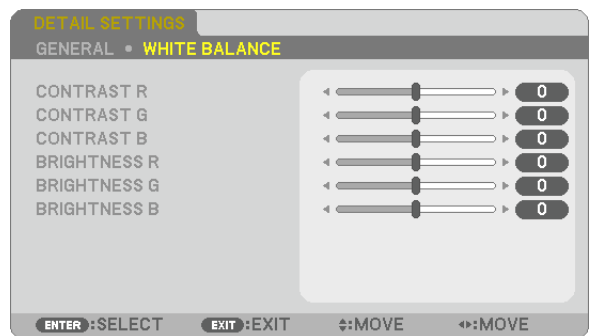 DETAIL SETTINGS
GENERAL • WHITE BALANCE
CONTRAST R 0
CONTRAST G 0
CONTRAST B 0
BRIGHTNESS R 0
BRIGHTNESS G 0
BRIGHTNESS B 0
ENTER :SELECT EXIT :EXIT :MOVE :MOVE